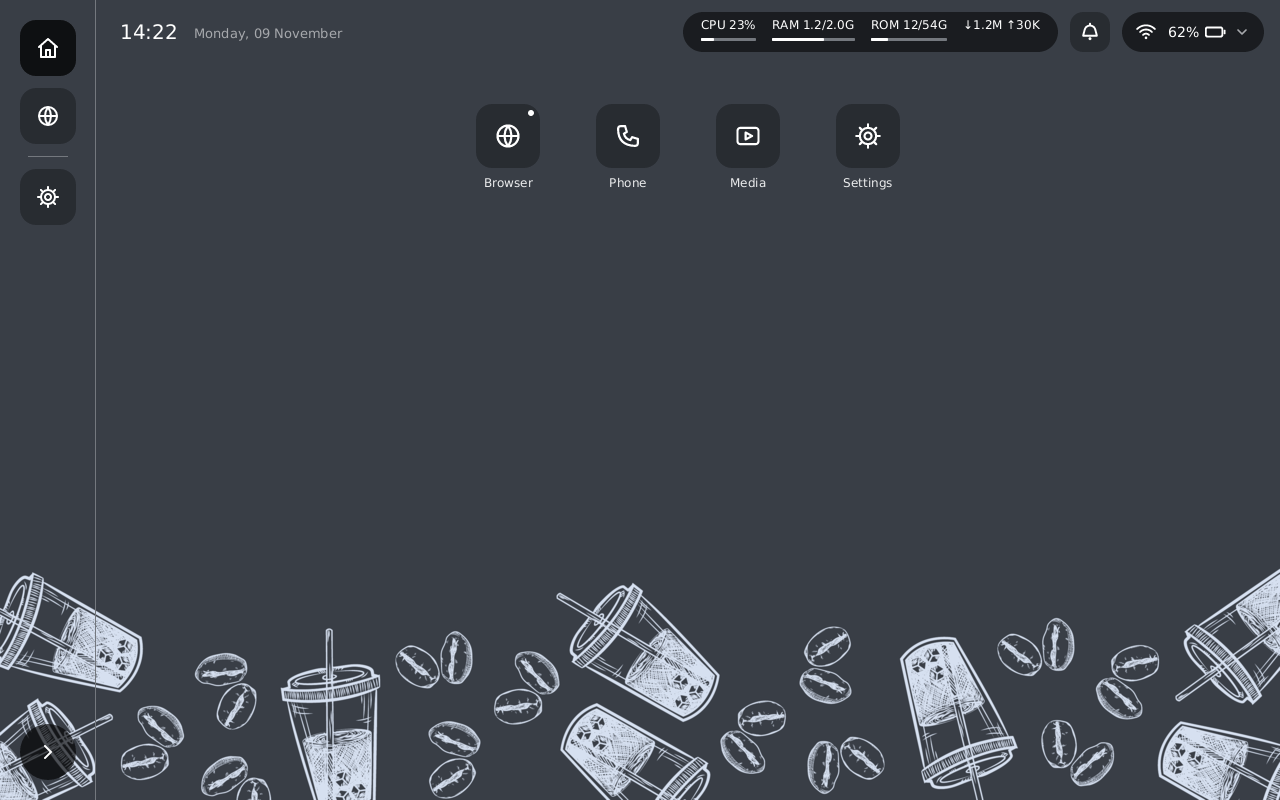 14:22 Monday, 09 November
CPU 23% RAM 1.2/2.0G ROM 12/54G ↓1.2M ↑30K
62%
Browser Phone Media Settings